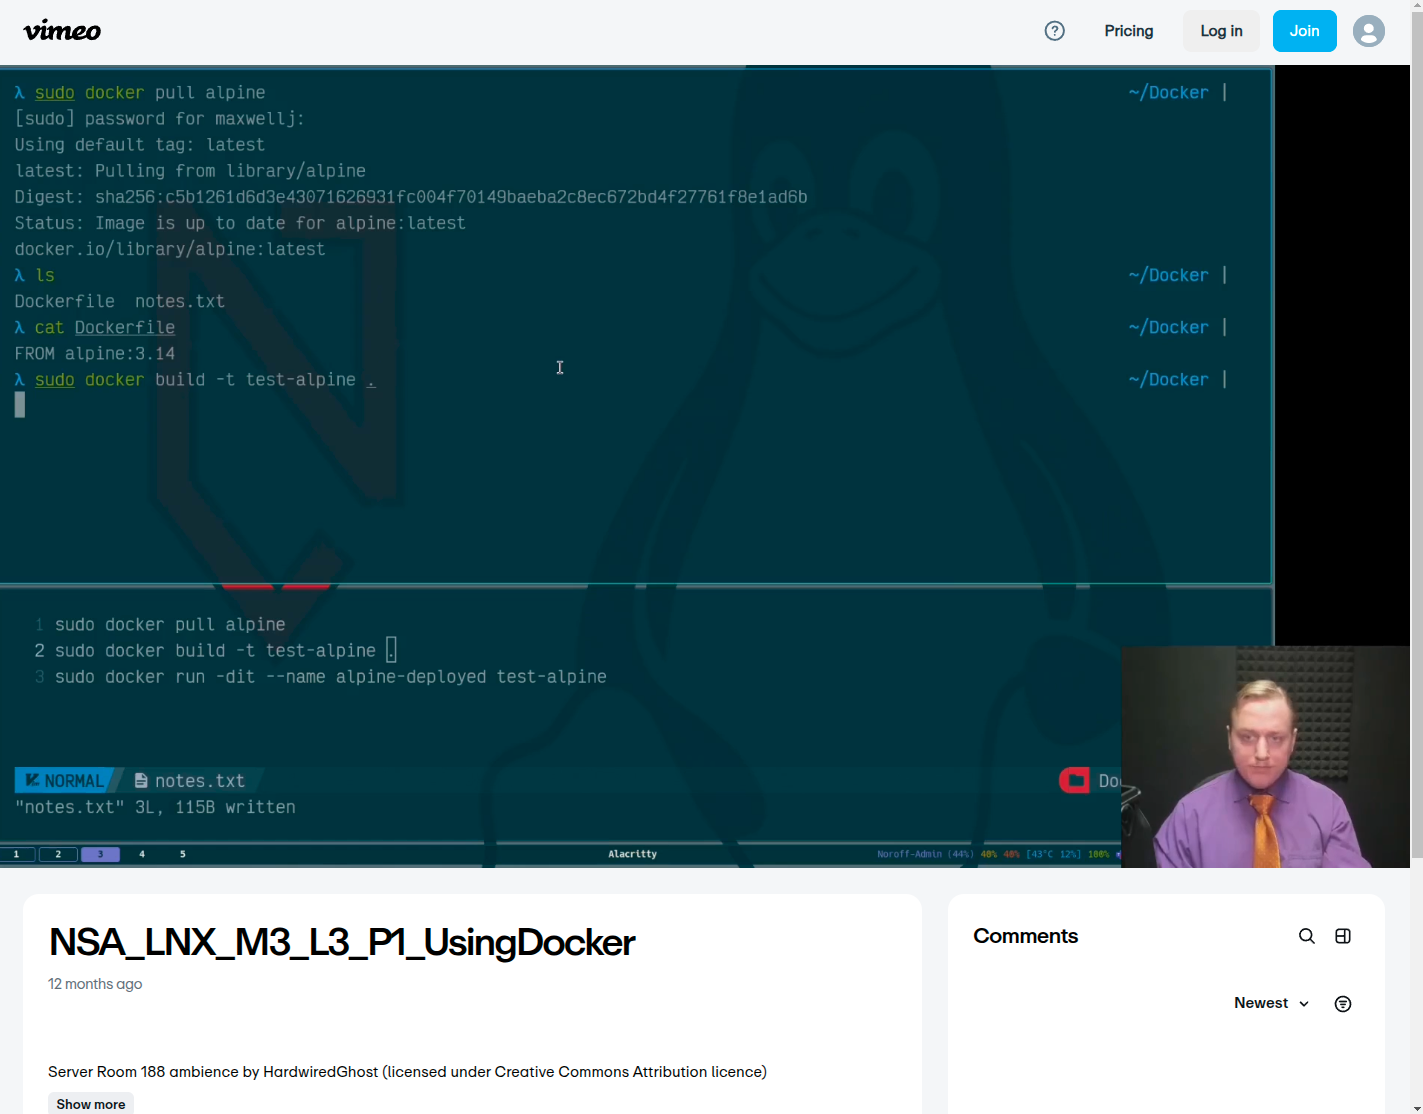 vimeo
Pricing
Log in
Join
λ sudo docker pull alpine ~/Docker |
[sudo] password for maxwellj:
Using default tag: latest
latest: Pulling from library/alpine
Digest: sha256:c5b1261d6d3e43071626931fc004f70149baeba2c8ec672bd4f27761f8e1ad6b
Status: Image is up to date for alpine:latest
docker.io/library/alpine:latest
λ ls ~/Docker |
Dockerfile notes.txt
λ cat Dockerfile ~/Docker |
FROM alpine:3.14
λ sudo docker build -t test-alpine . ~/Docker |
1 sudo docker pull alpine
2 sudo docker build -t test-alpine .
3 sudo docker run -dit --name alpine-deployed test-alpine
NORMAL notes.txt Do
"notes.txt" 3L, 115B written
1 2 3 4 5 Alacritty Noroff-Admin (44%) 40% 40% [43°C 12%] 100%
NSA_LNX_M3_L3_P1_UsingDocker
12 months ago
Server Room 188 ambience by HardwiredGhost (licensed under Creative Commons Attribution licence)
Show more
Comments
Newest